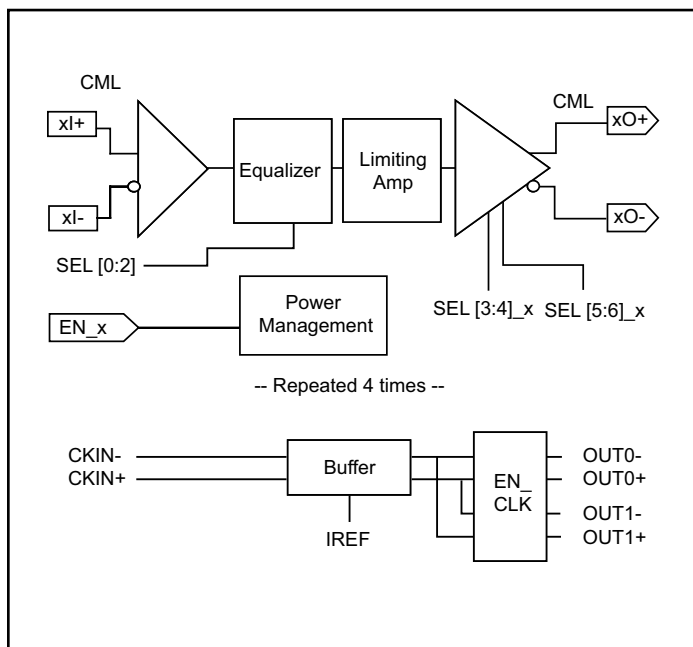 CML
xI+
xI-
Equalizer
Limiting
Amp
CML
xO+
xO-
SEL [0:2]
SEL [3:4]_x
SEL [5:6]_x
EN_x
Power
Management
-- Repeated 4 times --
CKIN-
CKIN+
Buffer
IREF
EN_
CLK
OUT0-
OUT0+
OUT1-
OUT1+